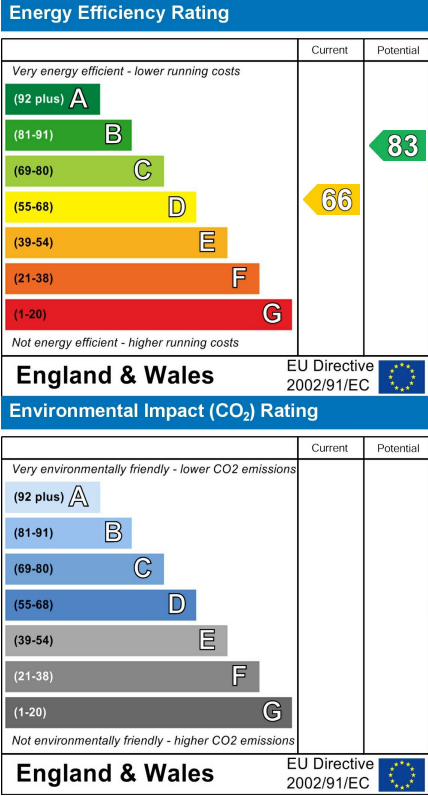 Energy Efficiency Rating
Current Potential
Very energy efficient - lower running costs
(92 plus) A
(81-91) B
83
(69-80) C
(55-68) D
66
(39-54) E
(21-38) F
(1-20) G
Not energy efficient - higher running costs
England & Wales
EU Directive
2002/91/EC
Environmental Impact (CO₂) Rating
Current Potential
Very environmentally friendly - lower CO2 emissions
(92 plus) A
(81-91) B
(69-80) C
(55-68) D
(39-54) E
(21-38) F
(1-20) G
Not environmentally friendly - higher CO2 emissions
England & Wales
EU Directive
2002/91/EC